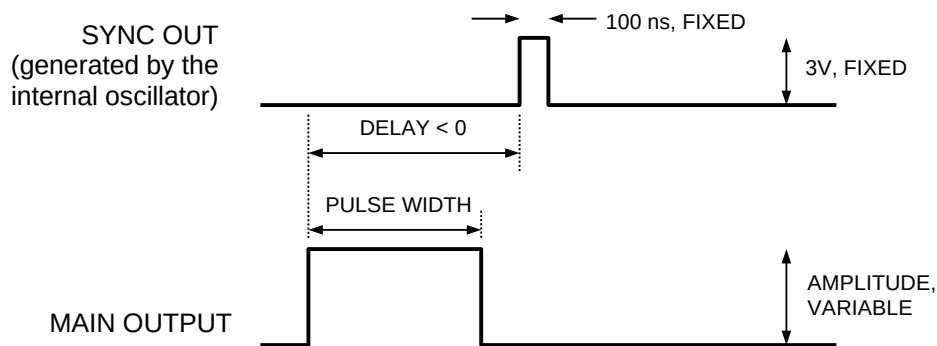 SYNC OUT
(generated by the
internal oscillator)
100 ns, FIXED
3V, FIXED
DELAY < 0
PULSE WIDTH
AMPLITUDE,
VARIABLE
MAIN OUTPUT